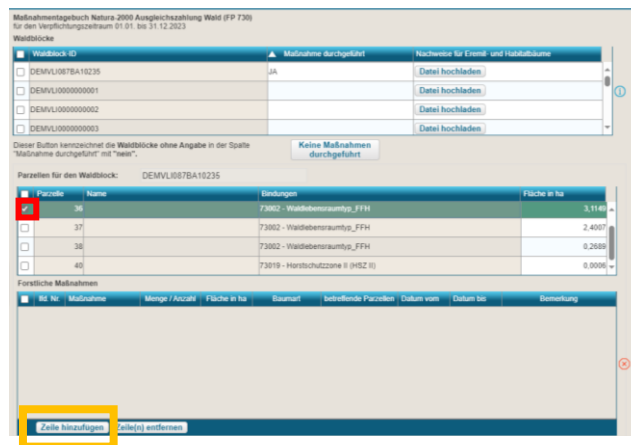 Maßnahmentagebuch Natura-2000 Ausgleichszahlung Wald (FP 730)
für den Verpflichtungszeitraum 01.01. bis 31.12.2023
Waldblöcke
Waldblock-ID Maßnahme durchgeführt Nachweise für Eremit- und Habitalbäume
DEMVLI087BA10235 JA Datei hochladen
DEMVLI0000000001 Datei hochladen
DEMVLI0000000002 Datei hochladen
DEMVLI0000000003 Datei hochladen
Dieser Button kennzeichnet die Waldblöcke ohne Angabe in der Spalte
"Maßnahme durchgeführt" mit "nein".
Keine Maßnahmen
durchgeführt
Parzellen für den Waldblock: DEMVLI087BA10235
Parzelle Name Bindungen Fläche in ha
36 73002 - Waldlebensraumtyp_FFH 3,1149
37 73002 - Waldlebensraumtyp_FFH 2,4007
38 73002 - Waldlebensraumtyp_FFH 0,2689
40 73019 - Horstschutzzone II (HSZ II) 0,0006
Forstliche Maßnahmen
lfd. Nr. Maßnahme Menge / Anzahl Fläche in ha Baumart betreffende Parzellen Datum vom Datum bis Bemerkung
Zeile hinzufügen Zeile(n) entfernen